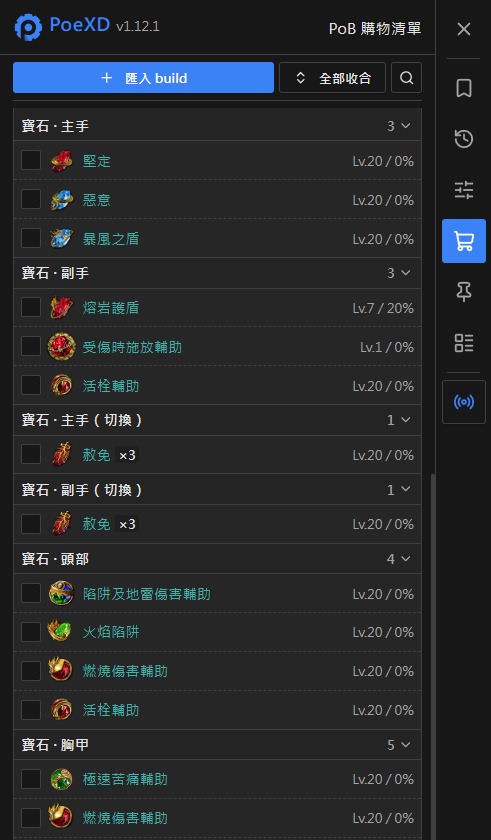 PoeXD v1.12.1
PoB 購物清單
匯入 build
全部收合
寶石 · 主手 3
堅定 Lv.20 / 0%
惡意 Lv.20 / 0%
暴風之盾 Lv.20 / 0%
寶石 · 副手 3
熔岩護盾 Lv.7 / 20%
受傷時施放輔助 Lv.1 / 0%
活栓輔助 Lv.20 / 0%
寶石 · 主手（切換） 1
赦免 ×3 Lv.20 / 0%
寶石 · 副手（切換） 1
赦免 ×3 Lv.20 / 0%
寶石 · 頭部 4
陷阱及地雷傷害輔助 Lv.20 / 0%
火焰陷阱 Lv.20 / 0%
燃燒傷害輔助 Lv.20 / 0%
活栓輔助 Lv.20 / 0%
寶石 · 胸甲 5
極速苦痛輔助 Lv.20 / 0%
燃燒傷害輔助 Lv.20 / 0%